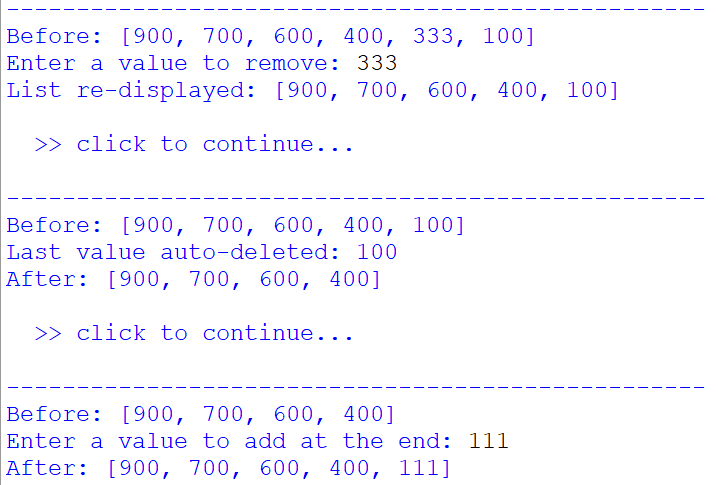 --------------------------------------------------
Before: [900, 700, 600, 400, 333, 100]
Enter a value to remove: 333
List re-displayed: [900, 700, 600, 400, 100]
  >> click to continue...
--------------------------------------------------
Before: [900, 700, 600, 400, 100]
Last value auto-deleted: 100
After: [900, 700, 600, 400]
  >> click to continue...
--------------------------------------------------
Before: [900, 700, 600, 400]
Enter a value to add at the end: 111
After: [900, 700, 600, 400, 111]